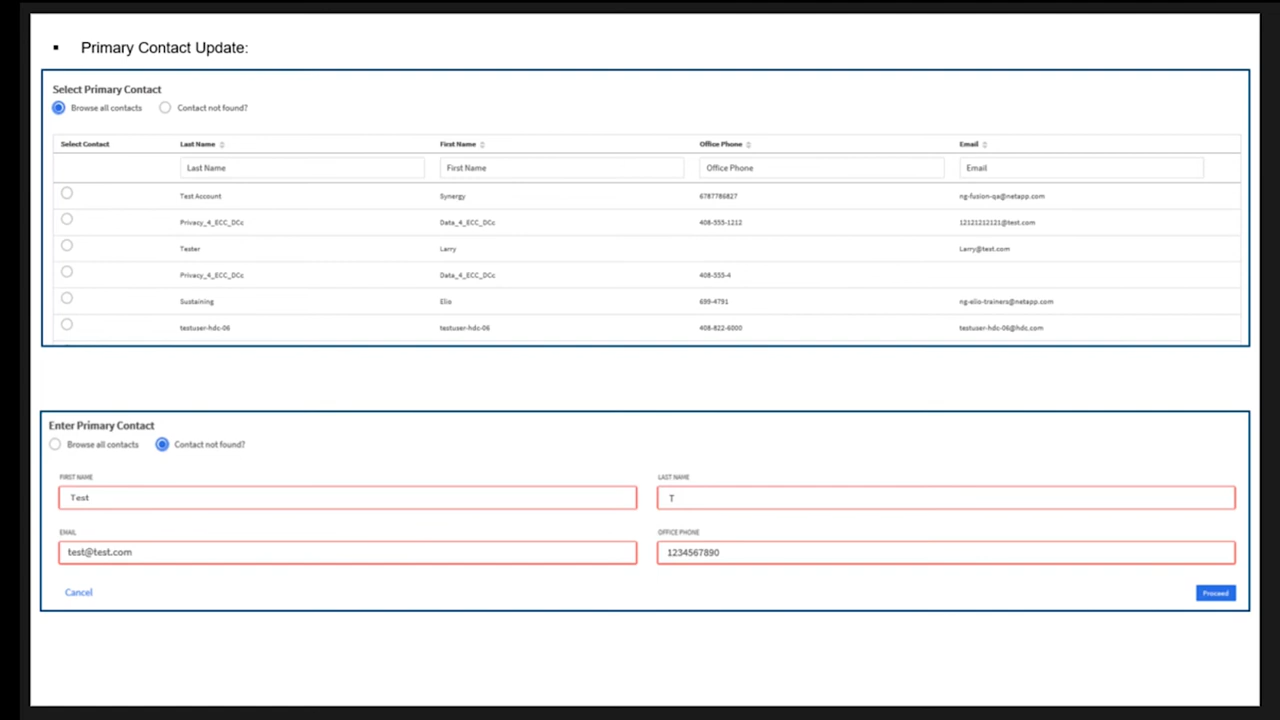 ▪ Primary Contact Update:
Select Primary Contact
Browse all contacts Contact not found?
Select Contact Last Name First Name Office Phone Email
Last Name First Name Office Phone Email
Test Account Synergy 6787786827 ng-fusion-qa@netapp.com
Privacy_4_ECC_DCc Data_4_ECC_DCc 408-555-1212 12121212121@test.com
Tester Larry Larry@test.com
Privacy_4_ECC_DCc Data_4_ECC_DCc 408-555-4
Sustaining Elio 699-4791 ng-elio-trainers@netapp.com
testuser-hdc-06 testuser-hdc-06 408-822-6000 testuser-hdc-06@hdc.com
Enter Primary Contact
Browse all contacts Contact not found?
FIRST NAME LAST NAME
Test T
EMAIL OFFICE PHONE
test@test.com 1234567890
Cancel Proceed